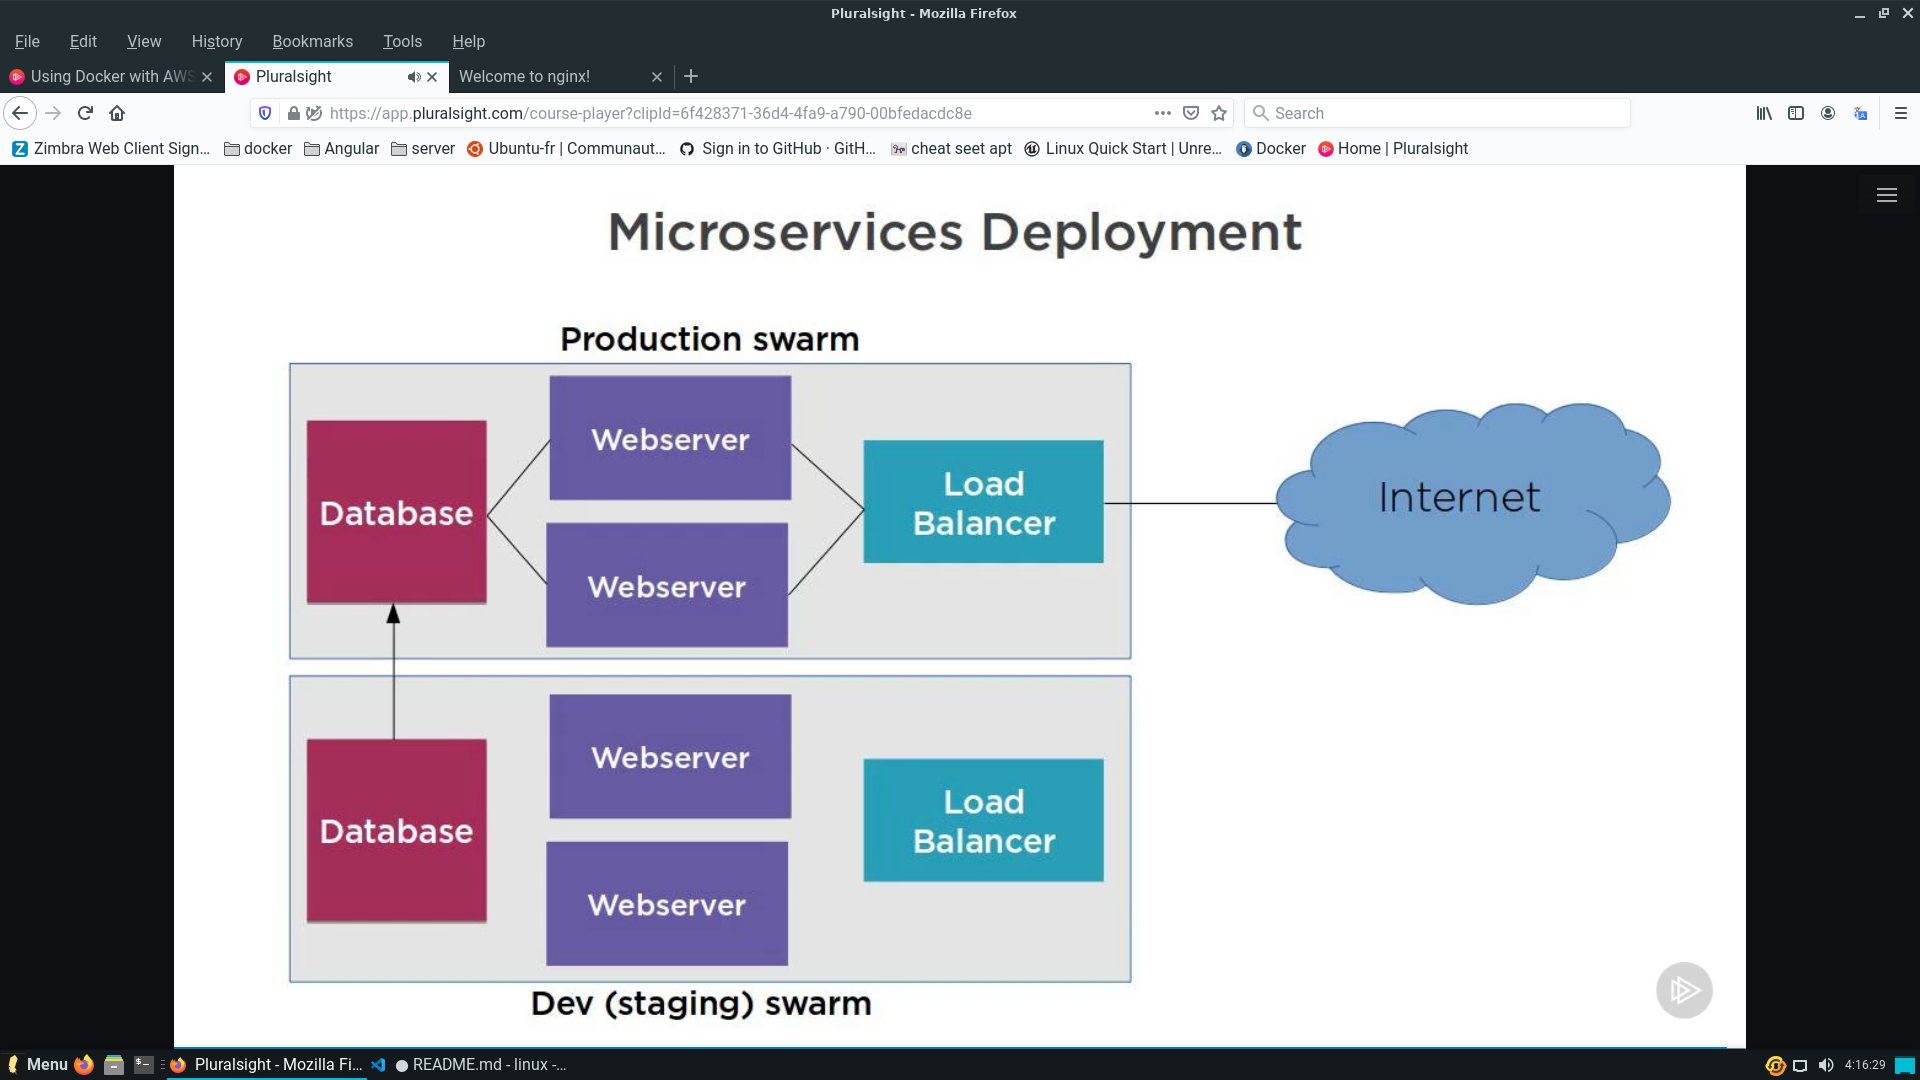 Pluralsight - Mozilla Firefox
File Edit View History Bookmarks Tools Help
Using Docker with AWS Pluralsight Welcome to nginx!
https://app.pluralsight.com/course-player?clipId=6f428371-36d4-4fa9-a790-00bfedacdc8e Search
Zimbra Web Client Sign... docker Angular server Ubuntu-fr | Communaut... Sign in to GitHub · GitH... cheat seet apt Linux Quick Start | Unre... Docker Home | Pluralsight
Microservices Deployment
Production swarm
Webserver
Load
Balancer
Internet
Database
Webserver
Webserver
Load
Balancer
Database
Webserver
Dev (staging) swarm
Menu Pluralsight - Mozilla Fi... README.md - linux -... 4:16:29